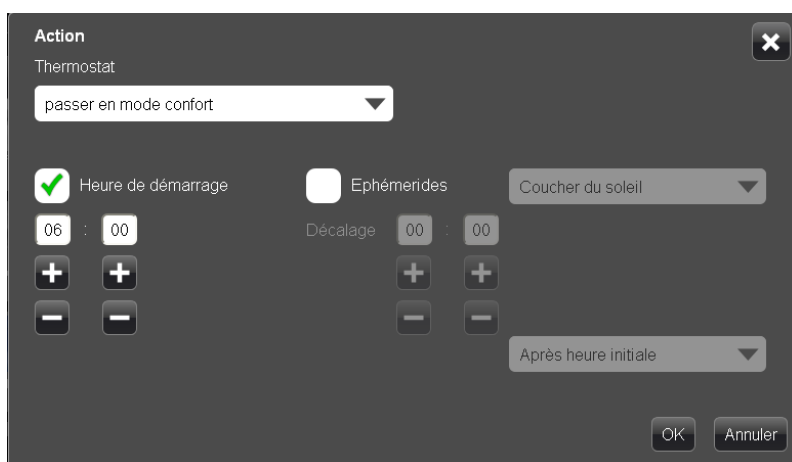 Action
Thermostat
passer en mode confort
Heure de démarrage
Ephémerides
Coucher du soleil
06 : 00
Décalage 00 : 00
Après heure initiale
OK
Annuler